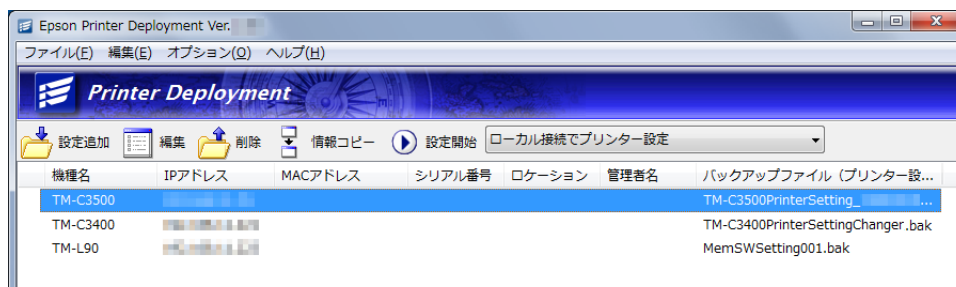 Epson Printer Deployment Ver.
ファイル(F) 編集(E) オプション(O) ヘルプ(H)
Printer Deployment
設定追加 編集 削除 情報コピー 設定開始 ローカル接続でプリンター設定
機種名 IPアドレス MACアドレス シリアル番号 ロケーション 管理者名 バックアップファイル（プリンター設...
TM-C3500 TM-C3500PrinterSetting_ ...
TM-C3400 TM-C3400PrinterSettingChanger.bak
TM-L90 MemSWSetting001.bak